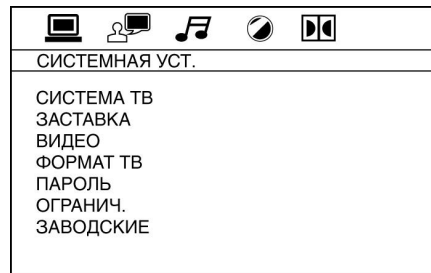 СИСТЕМНАЯ УСТ.
СИСТЕМА ТВ
ЗАСТАВКА
ВИДЕО
ФОРМАТ ТВ
ПАРОЛЬ
ОГРАНИЧ.
ЗАВОДСКИЕ